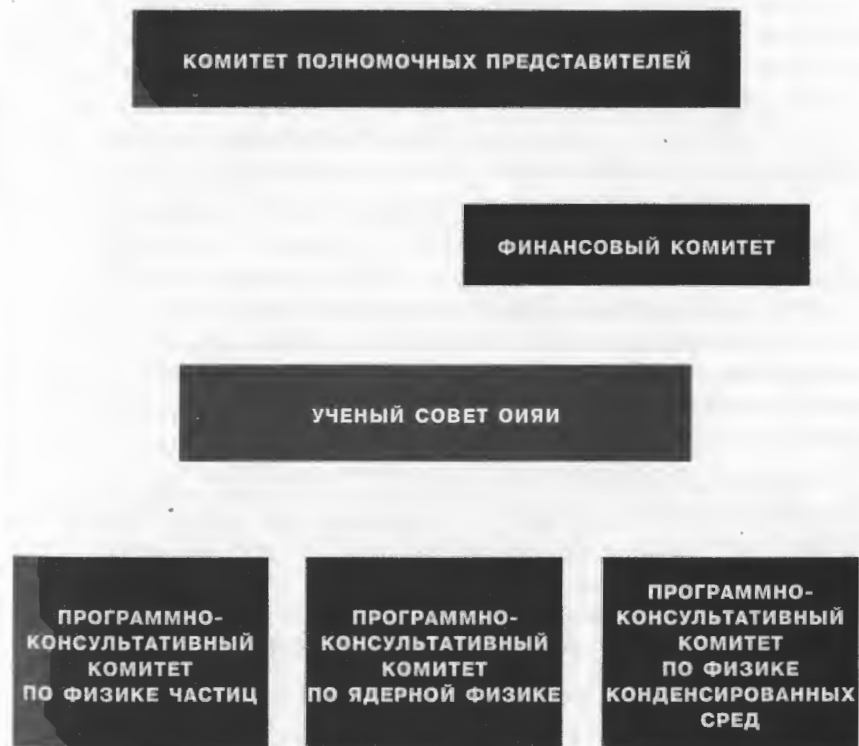 КОМИТЕТ ПОЛНОМОЧНЫХ ПРЕДСТАВИТЕЛЕЙ
ФИНАНСОВЫЙ КОМИТЕТ
УЧЕНЫЙ СОВЕТ ОИЯИ
ПРОГРАММНО-
КОНСУЛЬТАТИВНЫЙ
КОМИТЕТ
ПО ФИЗИКЕ ЧАСТИЦ
ПРОГРАММНО-
КОНСУЛЬТАТИВНЫЙ
КОМИТЕТ
ПО ЯДЕРНОЙ ФИЗИКЕ
ПРОГРАММНО-
КОНСУЛЬТАТИВНЫЙ
КОМИТЕТ
ПО ФИЗИКЕ
КОНДЕНСИРОВАННЫХ
СРЕД